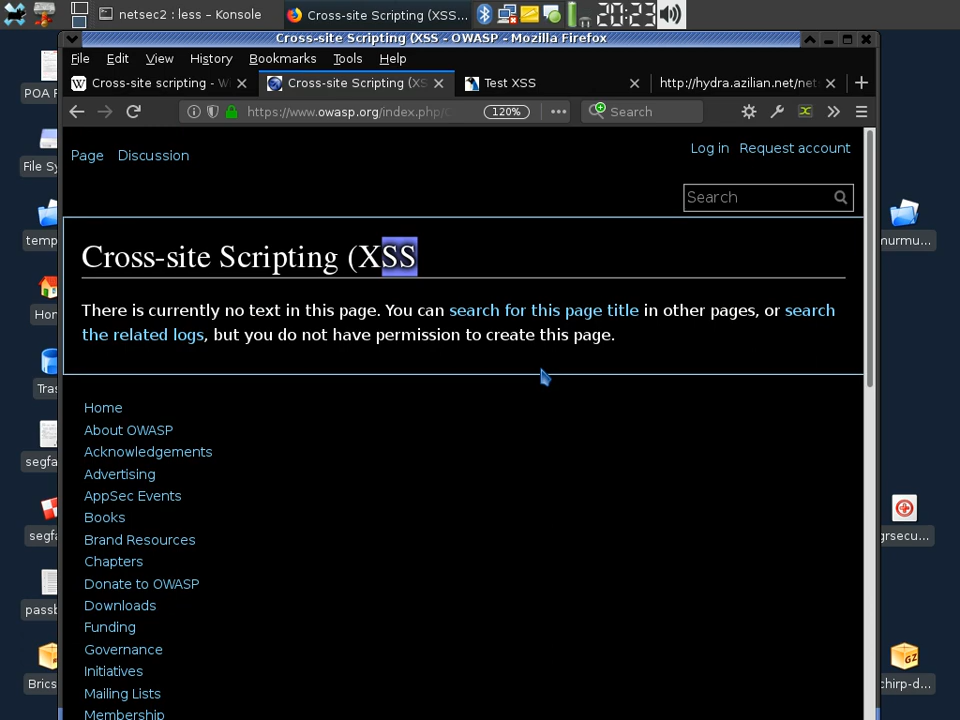 netsec2 : less – Konsole
Cross-site Scripting (XSS...
20:23
Cross-site Scripting (XSS - OWASP - Mozilla Firefox
File Edit View History Bookmarks Tools Help
Cross-site scripting - W
Cross-site Scripting (XS
Test XSS
http://hydra.azilian.net/net
https://www.owasp.org/index.php/
120%
Search
Page Discussion
Log in Request account
Search
Cross-site Scripting (XSS
There is currently no text in this page. You can search for this page title in other pages, or search
the related logs, but you do not have permission to create this page.
Home
About OWASP
Acknowledgements
Advertising
AppSec Events
Books
Brand Resources
Chapters
Donate to OWASP
Downloads
Funding
Governance
Initiatives
Mailing Lists
Membership
POA F
File Sy
temp
Hom
Tras
segfa
segfa
passb
Brics
murmu...
grsecu...
chirp-d...